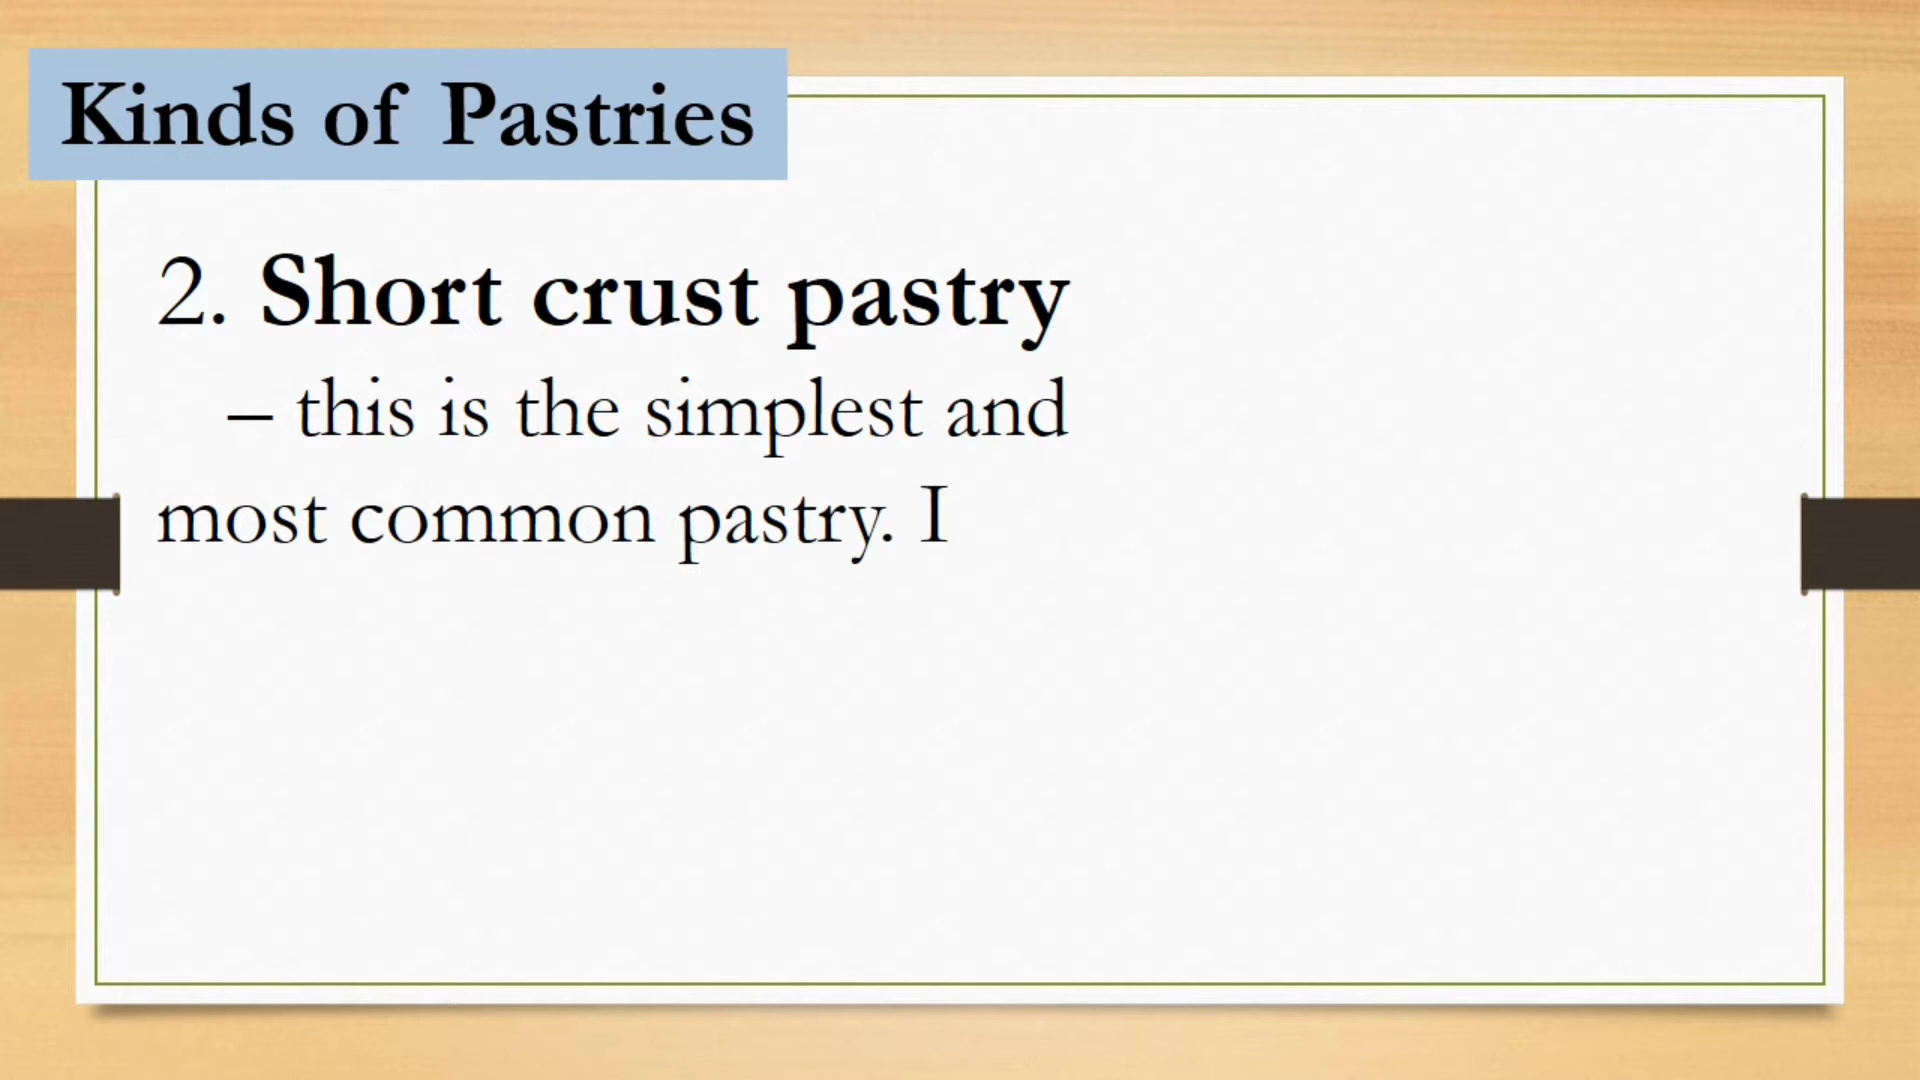 Kinds of Pastries
2. Short crust pastry
– this is the simplest and
most common pastry. I